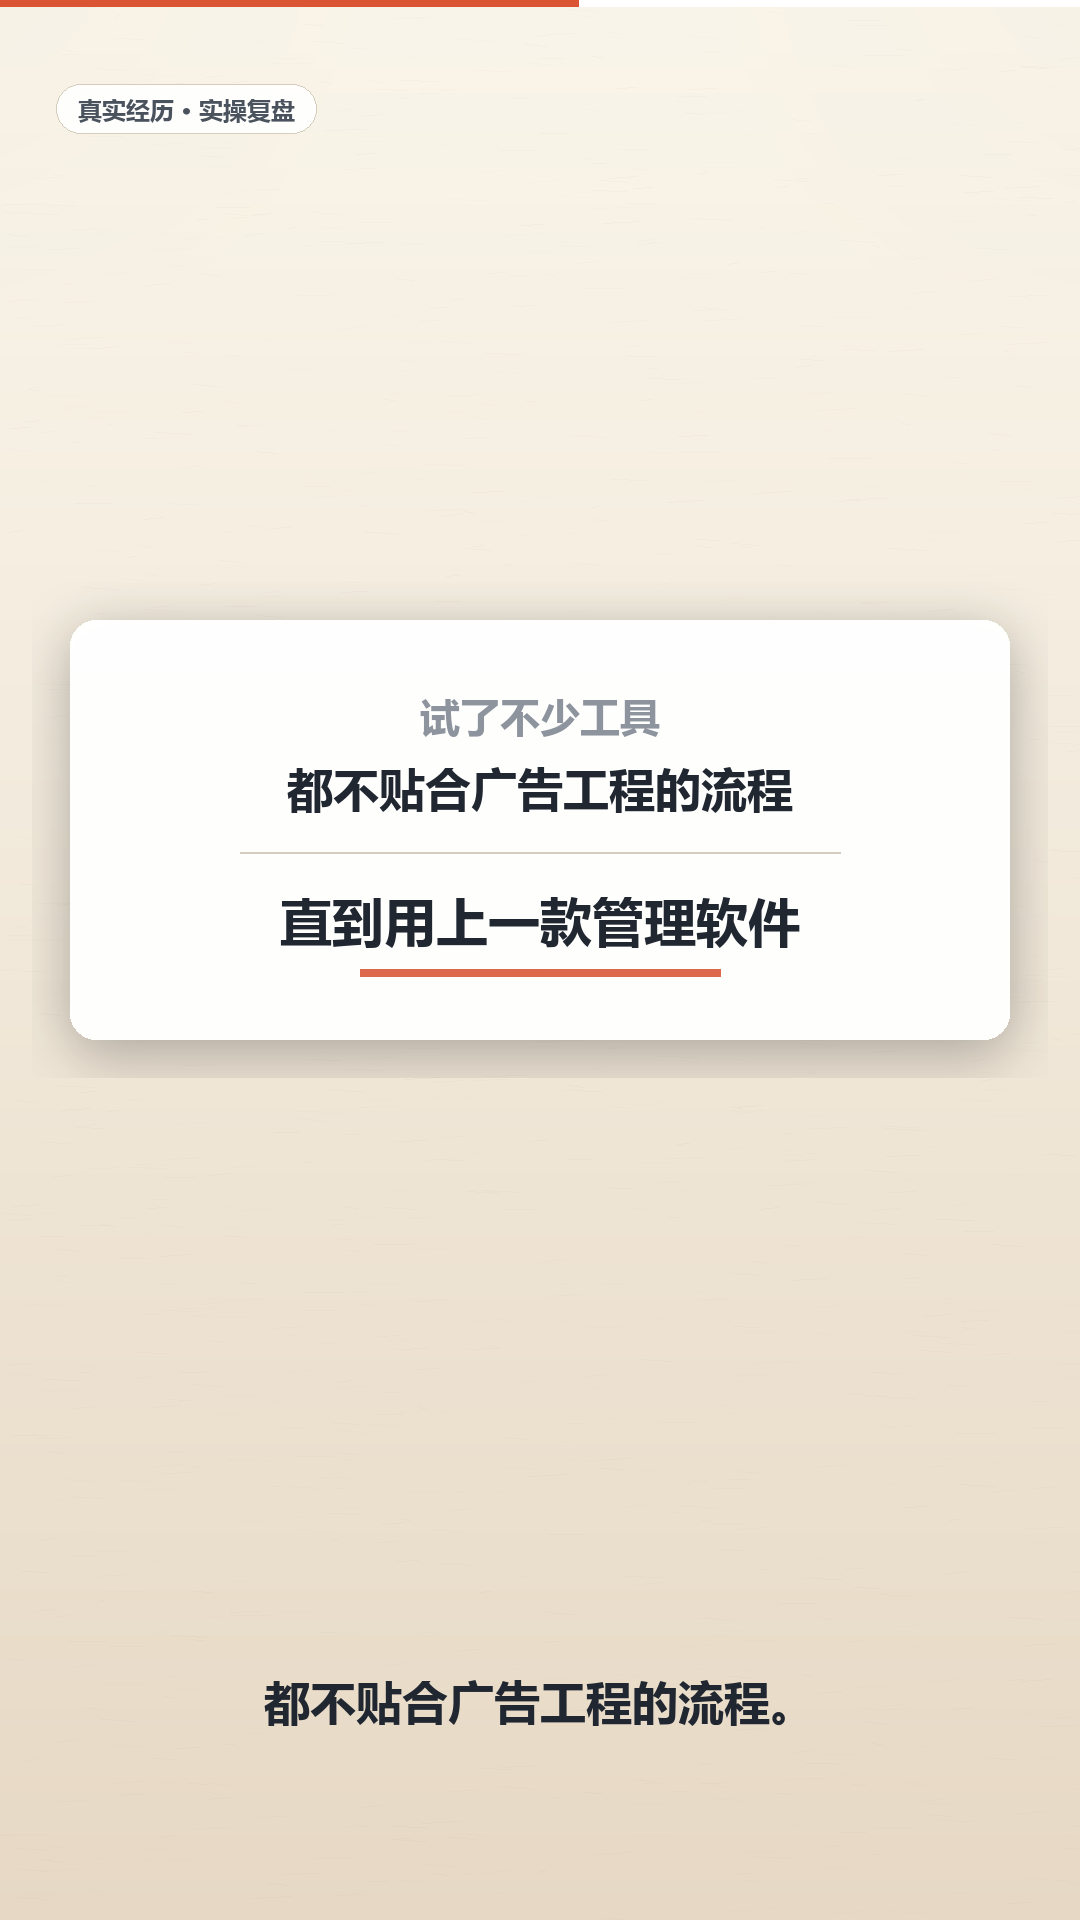 真实经历・实操复盘
试了不少工具
都不贴合广告工程的流程
直到用上一款管理软件
都不贴合广告工程的流程。